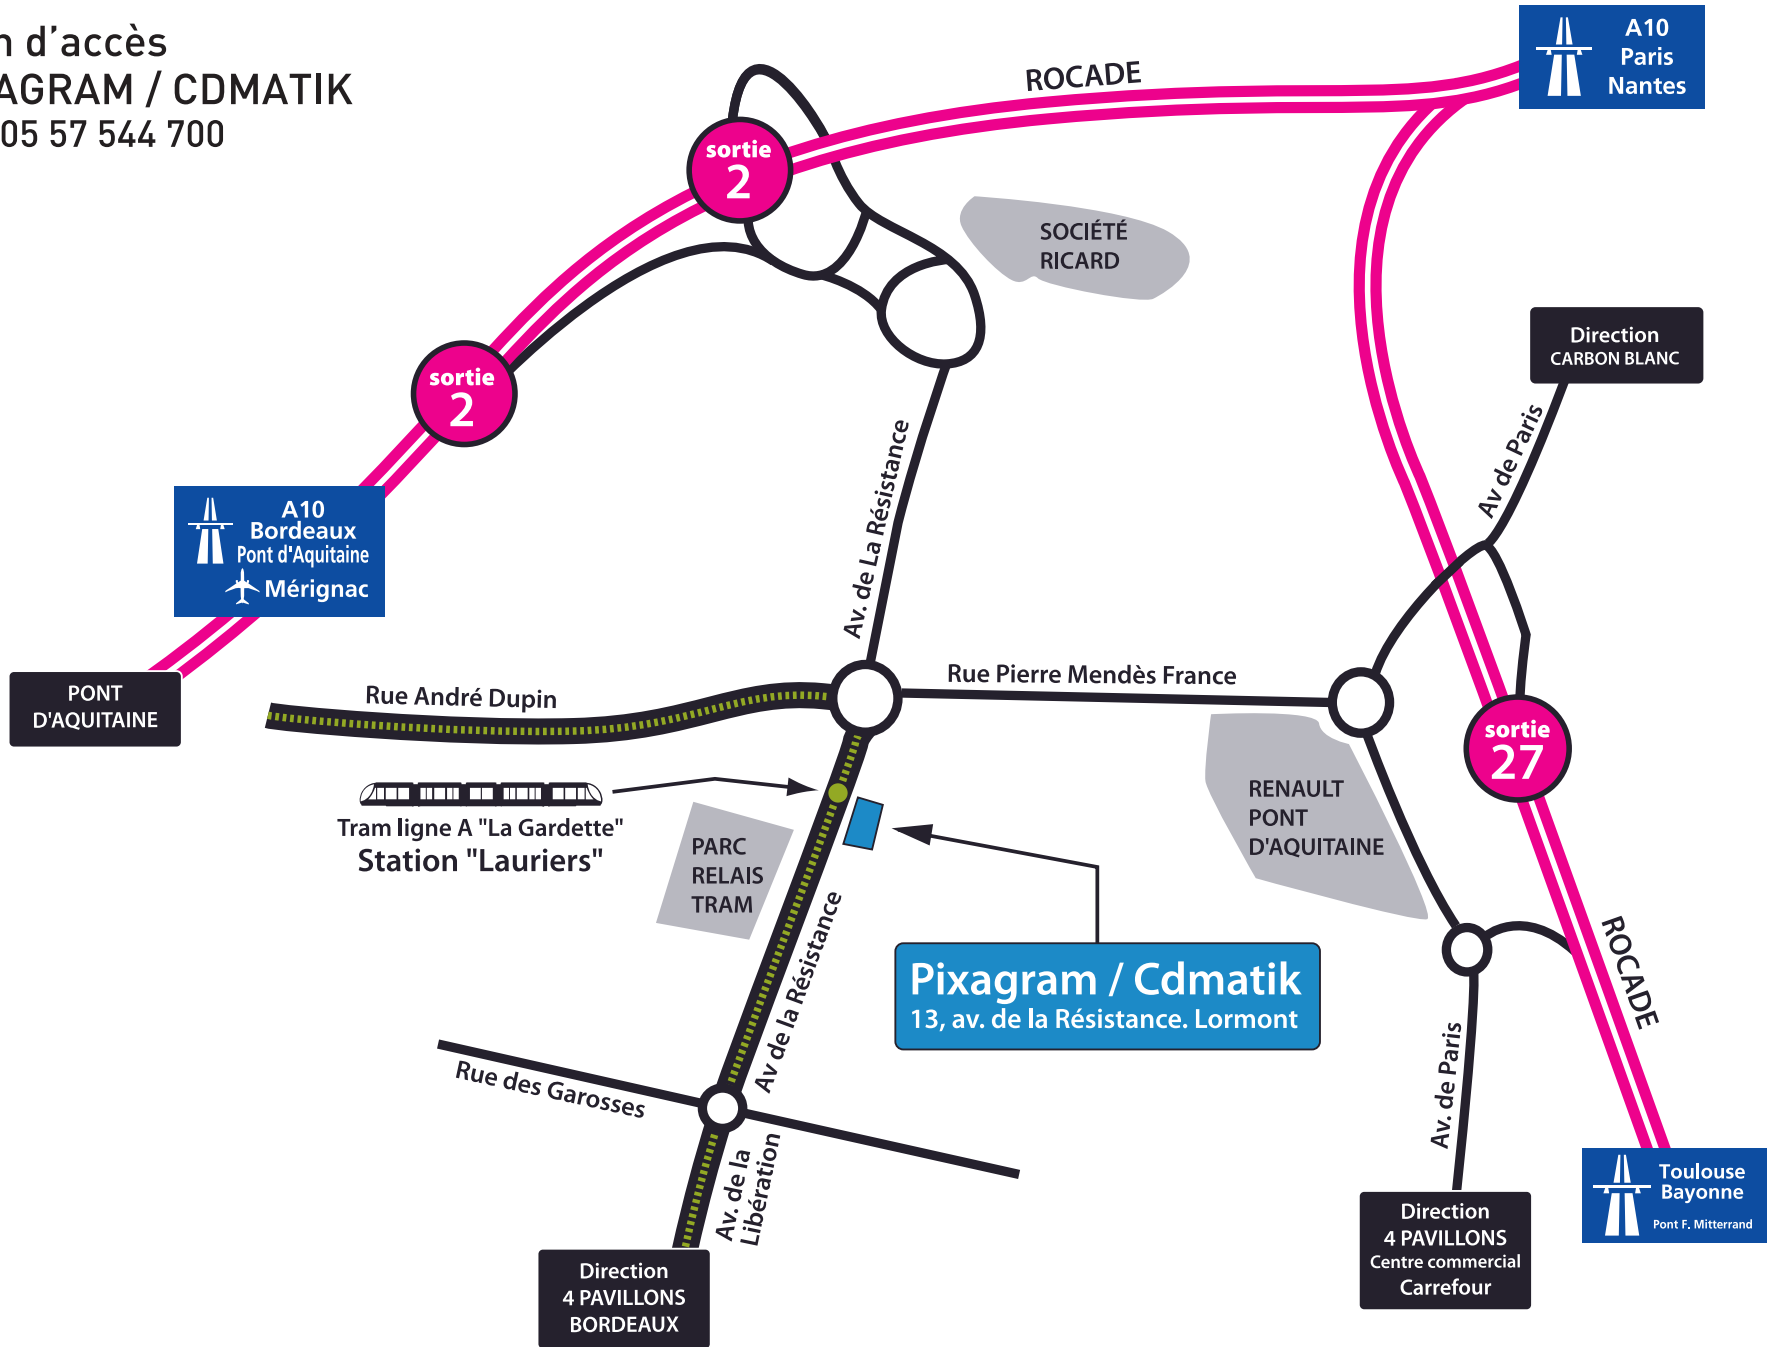 n d'accès
AGRAM / CDMATIK
05 57 544 700
A10
Paris
Nantes
ROCADE
sortie
2
SOCIÉTÉ
RICARD
Direction
CARBON BLANC
sortie
2
Av de Paris
Av. de La Résistance
A10
Bordeaux
Pont d'Aquitaine
Mérignac
PONT
D'AQUITAINE
Rue André Dupin
Rue Pierre Mendès France
sortie
27
Tram ligne A "La Gardette"
Station "Lauriers"
PARC
RELAIS
TRAM
RENAULT
PONT
D'AQUITAINE
Av de la Résistance
Pixagram / Cdmatik
13, av. de la Résistance. Lormont
ROCADE
Rue des Garosses
Av. de Paris
Av. de la
Libération
Toulouse
Bayonne
Pont F. Mitterrand
Direction
4 PAVILLONS
Centre commercial
Carrefour
Direction
4 PAVILLONS
BORDEAUX